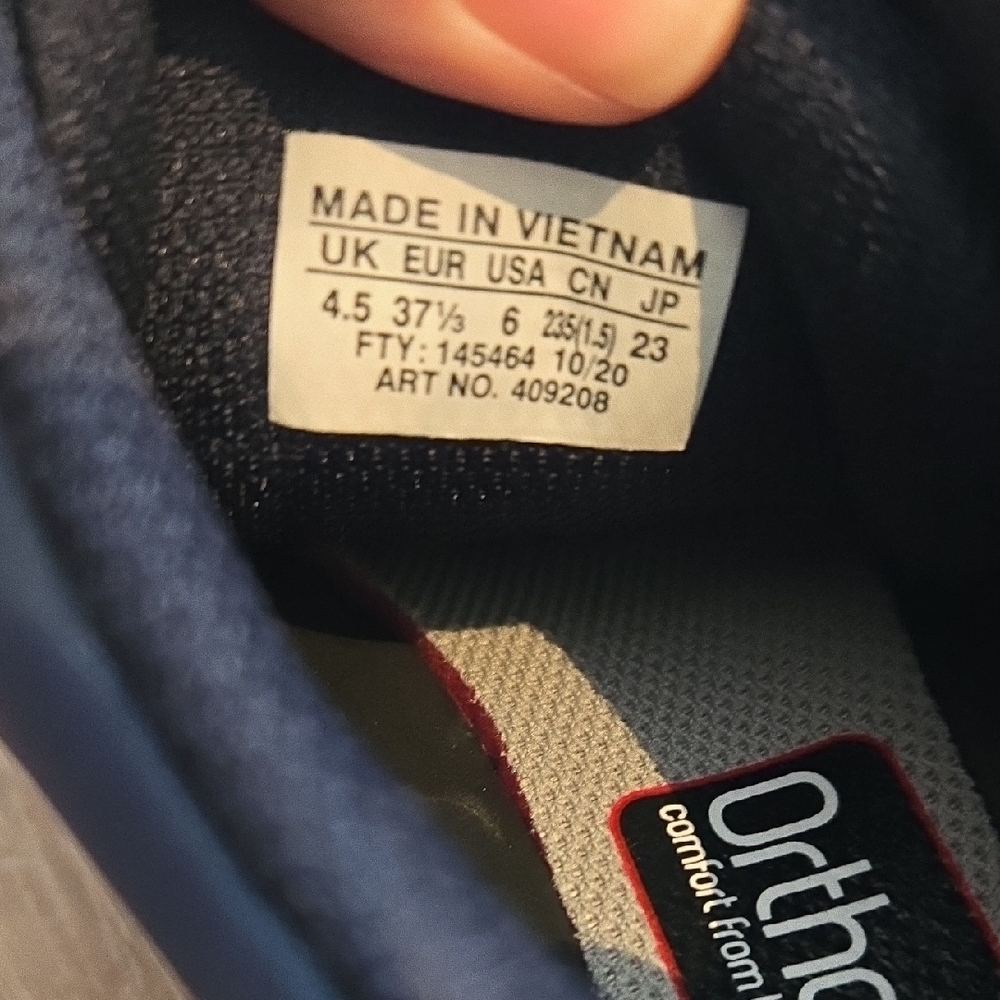 MADE IN VIETNAM
UK EUR USA CN JP
4.5 37⅓ 6 235(1.5) 23
FTY: 145464 10/20
ART NO. 409208
comfort from